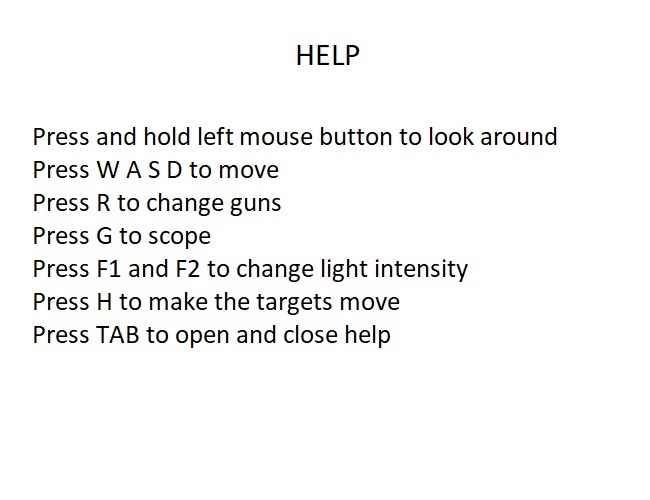 HELP
Press and hold left mouse button to look around
Press W A S D to move
Press R to change guns
Press G to scope
Press F1 and F2 to change light intensity
Press H to make the targets move
Press TAB to open and close help